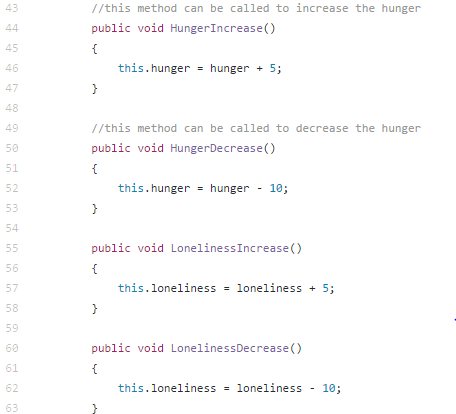 43 //this method can be called to increase the hunger
44 public void HungerIncrease()
45 {
46 this.hunger = hunger + 5;
47 }
48
49 //this method can be called to decrease the hunger
50 public void HungerDecrease()
51 {
52 this.hunger = hunger - 10;
53 }
54
55 public void LonelinessIncrease()
56 {
57 this.loneliness = loneliness + 5;
58 }
59
60 public void LonelinessDecrease()
61 {
62 this.loneliness = loneliness - 10;
63 }